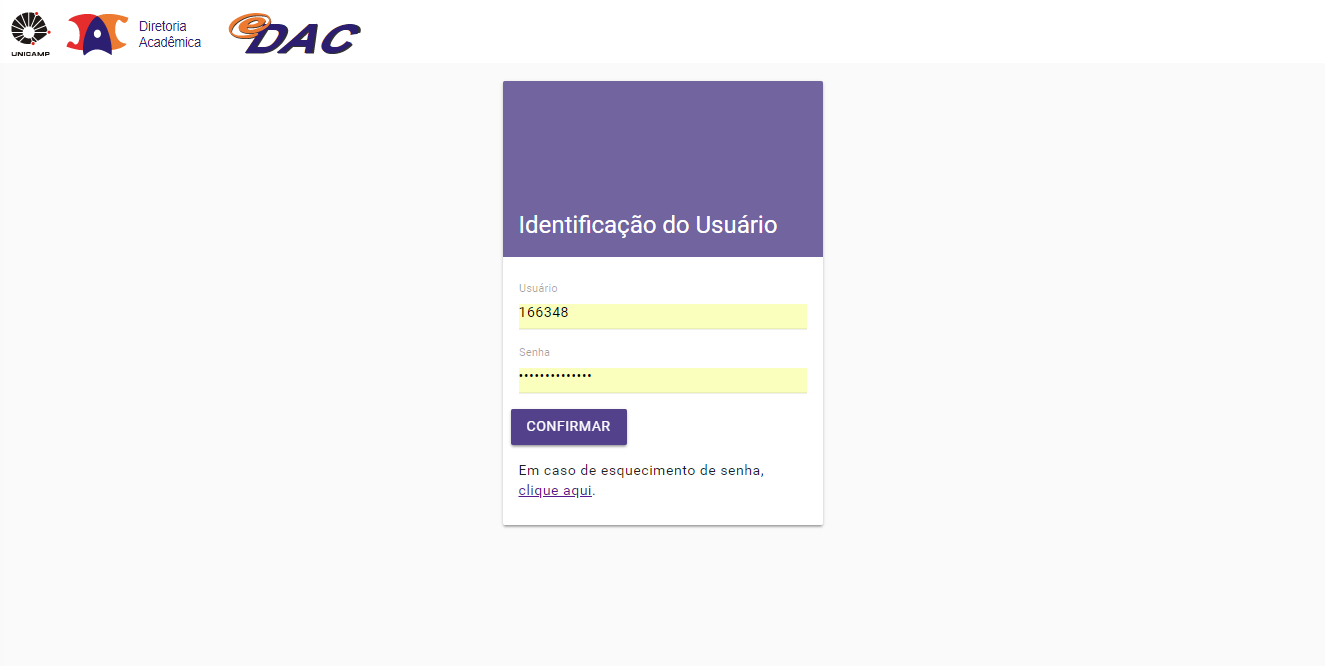 UNICAMP
Diretoria
Acadêmica
eDAC
Identificação do Usuário
Usuário
166348
Senha
••••••••••••••
CONFIRMAR
Em caso de esquecimento de senha,
clique aqui.